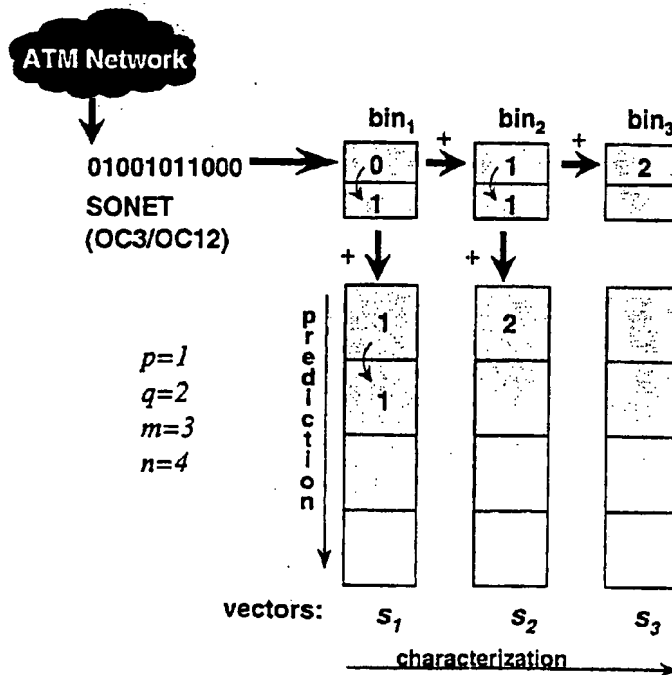 ATM Network
bin₁ bin₂ bin₃
+ +
01001011000 0 1 2
1 1
SONET
(OC3/OC12)
+ +
prediction
1 2
1
p=1
q=2
m=3
n=4
vectors: s₁ s₂ s₃
characterization